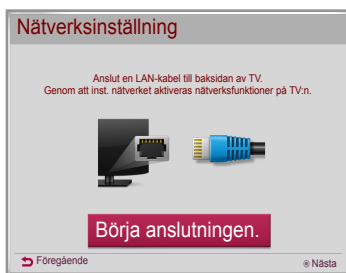 Nätverksinställning
Anslut en LAN-kabel till baksidan av TV.
Genom att inst. nätverket aktiveras nätverksfunktioner på TV:n.
Börja anslutningen.
Föregående
Nästa